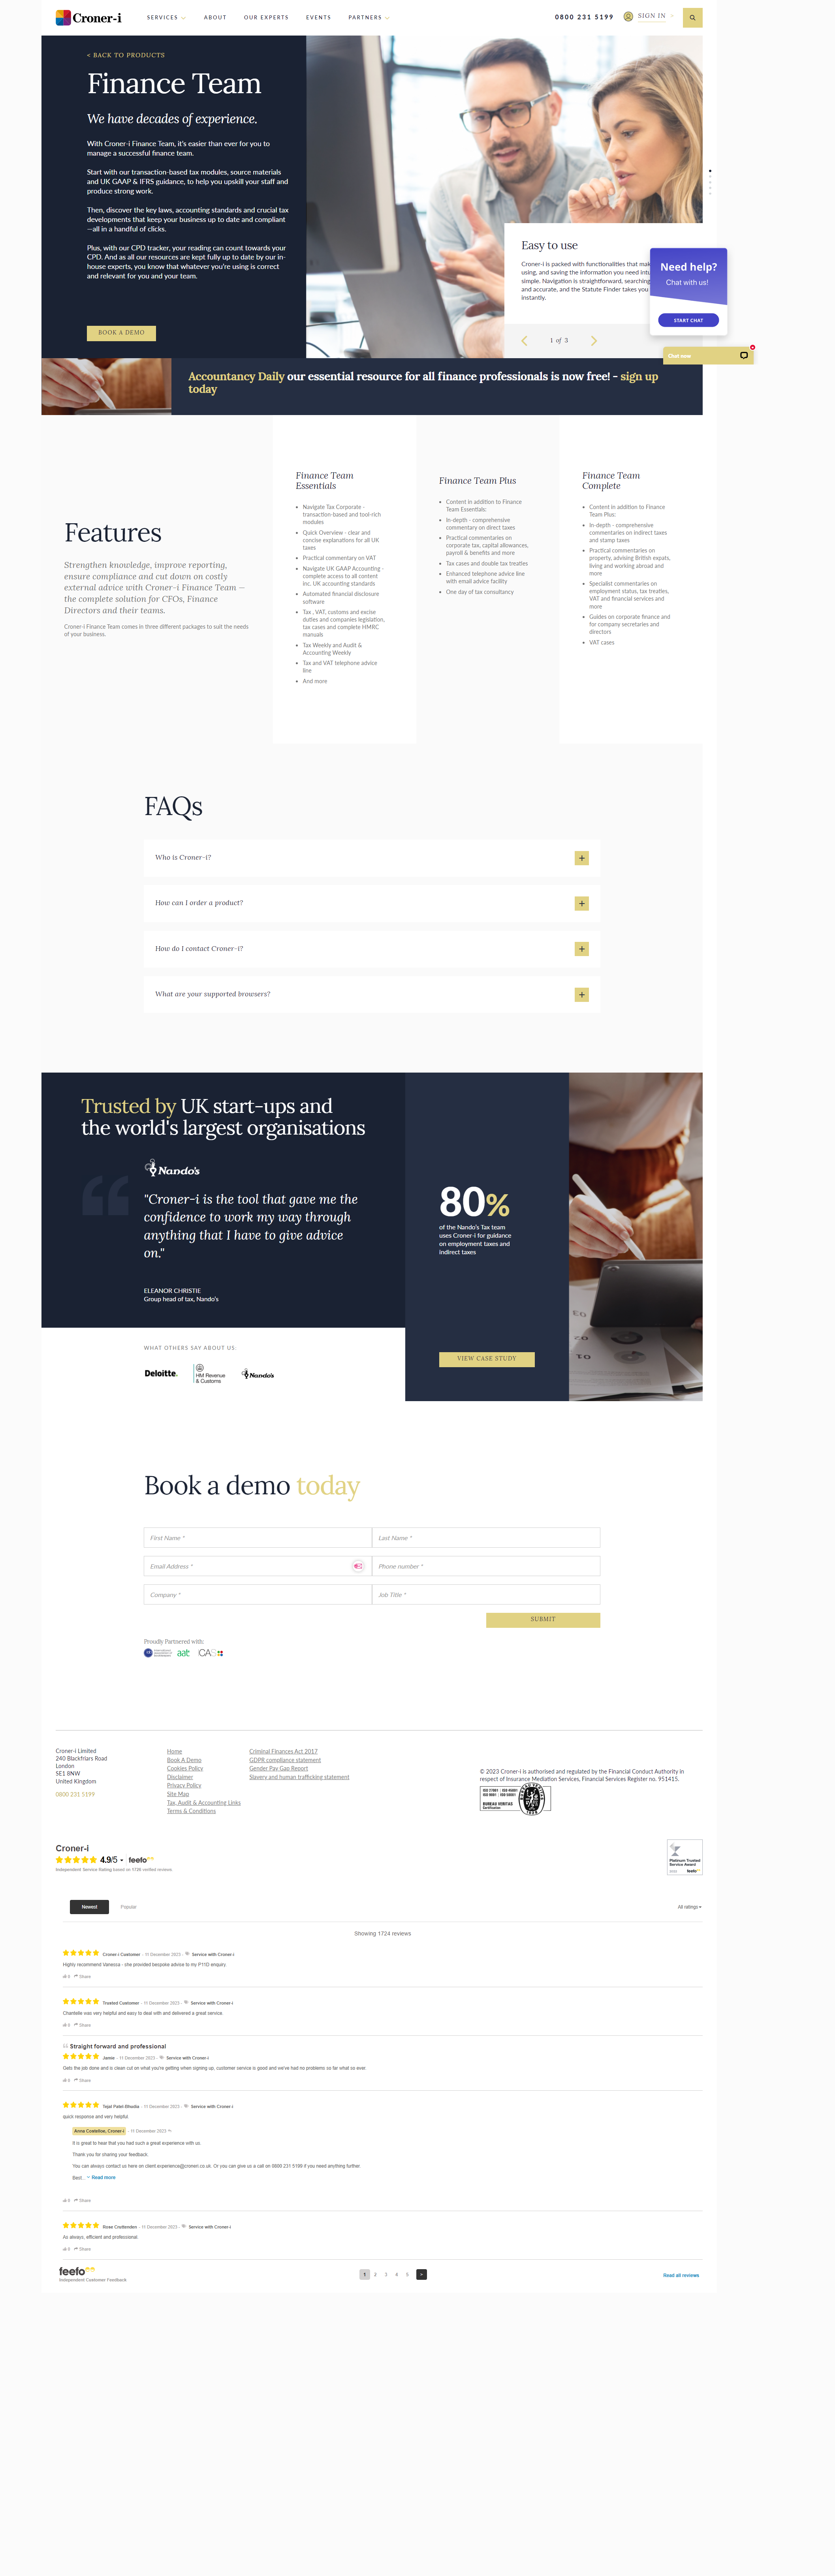 Croner-i
SERVICES
ABOUT
OUR EXPERTS
EVENTS
PARTNERS
0800 231 5199
SIGN IN
< BACK TO PRODUCTS
Finance Team
We have decades of experience.
With Croner-i Finance Team, it's easier than ever for you to
manage a successful finance team.
Start with our transaction-based tax modules, source materials
and UK GAAP & IFRS guidance, to help you upskill your staff and
produce strong work.
Then, discover the key laws, accounting standards and crucial tax
developments that keep your business up to date and compliant
—all in a handful of clicks.
Plus, with our CPD tracker, your reading can count towards your
CPD. And as all our resources are kept fully up to date by our in-
house experts, you know that whatever you're using is correct
and relevant for you and your team.
BOOK A DEMO
Easy to use
Croner-i is packed with functionalities that mak
using, and saving the information you need intu
simple. Navigation is straightforward, searching
and accurate, and the Statute Finder takes you
instantly.
1 of 3
Need help?
Chat with us!
START CHAT
Chat now
Accountancy Daily our essential resource for all finance professionals is now free! - sign up
today
Features
Strengthen knowledge, improve reporting,
ensure compliance and cut down on costly
external advice with Croner-i Finance Team —
the complete solution for CFOs, Finance
Directors and their teams.
Croner-i Finance Team comes in three different packages to suit the needs
of your business.
Finance Team
Essentials
Navigate Tax Corporate -
transaction-based and tool-rich
modules
Quick Overview - clear and
concise explanations for all UK
taxes
Practical commentary on VAT
Navigate UK GAAP Accounting -
complete access to all content
inc. UK accounting standards
Automated financial disclosure
software
Tax , VAT, customs and excise
duties and companies legislation,
tax cases and complete HMRC
manuals
Tax Weekly and Audit &
Accounting Weekly
Tax and VAT telephone advice
line
And more
Finance Team Plus
Content in addition to Finance
Team Essentials:
In-depth - comprehensive
commentary on direct taxes
Practical commentaries on
corporate tax, capital allowances,
payroll & benefits and more
Tax cases and double tax treaties
Enhanced telephone advice line
with email advice facility
One day of tax consultancy
Finance Team
Complete
Content in addition to Finance
Team Plus:
In-depth - comprehensive
commentaries on indirect taxes
and stamp taxes
Practical commentaries on
property, advising British expats,
living and working abroad and
more
Specialist commentaries on
employment status, tax treaties,
VAT and financial services and
more
Guides on corporate finance and
for company secretaries and
directors
VAT cases
FAQs
Who is Croner-i?
How can I order a product?
How do I contact Croner-i?
What are your supported browsers?
Trusted by UK start-ups and
the world's largest organisations
Nando's
"Croner-i is the tool that gave me the
confidence to work my way through
anything that I have to give advice
on."
ELEANOR CHRISTIE
Group head of tax, Nando's
80%
of the Nando's Tax team
uses Croner-I for guidance
on employment taxes and
indirect taxes
VIEW CASE STUDY
WHAT OTHERS SAY ABOUT US:
Deloitte.
HM Revenue
& Customs
Nando's
Book a demo today
First Name *
Last Name *
Email Address *
Phone number *
Company *
Job Title *
SUBMIT
Proudly Partnered with:
aat
CAS
Croner-i Limited
240 Blackfriars Road
London
SE1 8NW
United Kingdom
0800 231 5199
Home
Book A Demo
Cookies Policy
Disclaimer
Privacy Policy
Site Map
Tax, Audit & Accounting Links
Terms & Conditions
Criminal Finances Act 2017
GDPR compliance statement
Gender Pay Gap Report
Slavery and human trafficking statement
© 2023 Croner-i is authorised and regulated by the Financial Conduct Authority in
respect of Insurance Mediation Services, Financial Services Register no. 951415.
BUREAU VERITAS
Certification
Croner-i
4.9/5 • feefo
Independent Service Rating based on 1730 verified reviews
Platinum Trusted
Service Award
feefo
Newest
Popular
All ratings
Showing 1724 reviews
Croner-i Customer - 11 December 2023 - Service with Croner-i
Highly recommend Vanessa - she provided bespoke advice to my P11D enquiry.
0 Share
Trusted Customer - 11 December 2023 - Service with Croner-i
Chantelle was very helpful and easy to deal with and delivered a great service
0 Share
Straight forward and professional
Jamie - 11 December 2023 - Service with Croner-i
Gets the job done and is clean cut on what you're getting when signing up, customer service is good and we've had no problems so far what so ever.
0 Share
Tejal Patel-Bhudia - 11 December 2023 - Service with Croner-i
quick response and very helpful
Anna Costelloe, Croner-i - 11 December 2023
It is great to hear that you had such a great experience with us.
Thank you for sharing your feedback.
You can always contact us here on client.experience@croneri.co.uk. Or you can give us a call on 0800 231 5199 if you need anything further.
Best... Read more
0 Share
Rose Cruttenden - 11 December 2023 - Service with Croner-i
As always, efficient and professional.
0 Share
feefo
Independent Customer Feedback
1 2 3 4 5 >
Read all reviews